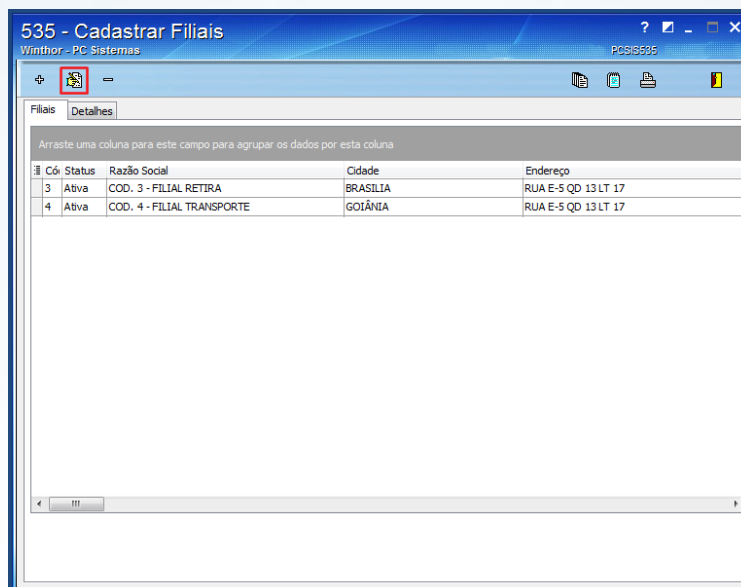 535 - Cadastrar Filiais
Winthor - PC Sistemas
PCSIS535
Filiais Detalhes
Arraste uma coluna para este campo para agrupar os dados por esta coluna
Có Status Razão Social Cidade Endereço
3 Ativa COD. 3 - FILIAL RETIRA BRASILIA RUA E-5 QD 13 LT 17
4 Ativa COD. 4 - FILIAL TRANSPORTE GOIÂNIA RUA E-5 QD 13 LT 17